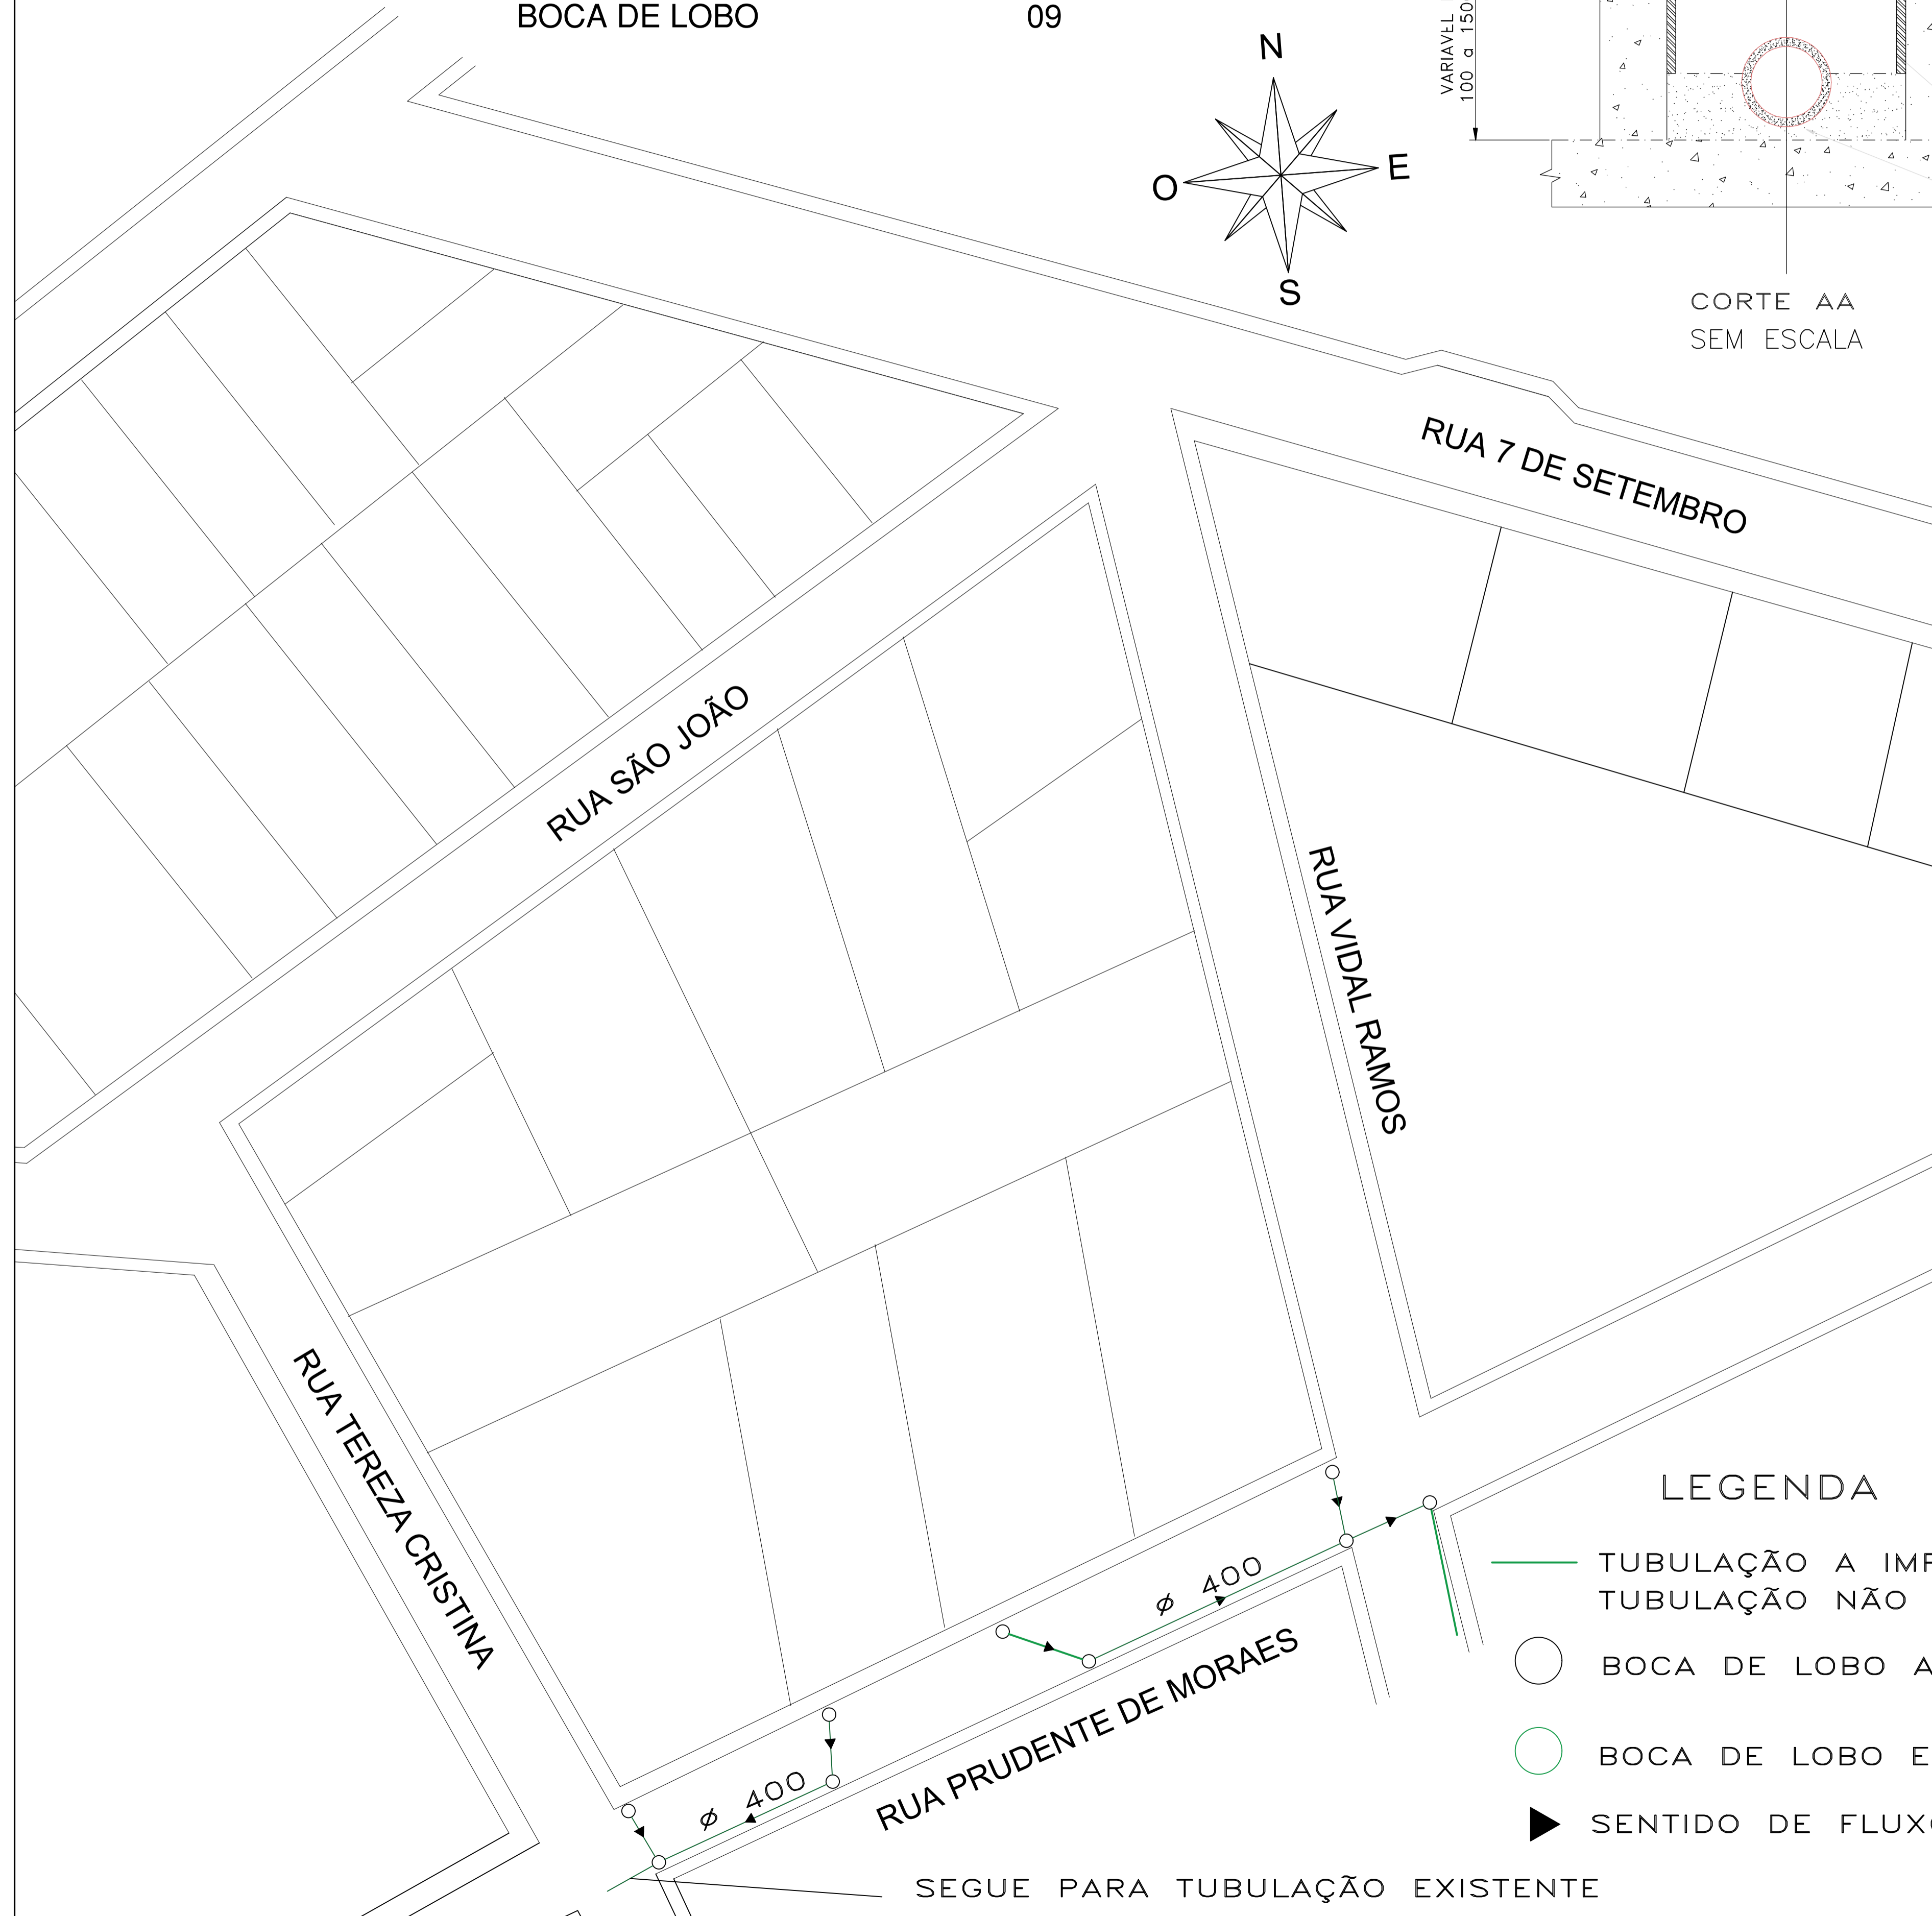 BOCA DE LOBO 09
VARIAVEL
100 a 150
N
O
E
S
CORTE AA
SEM ESCALA
RUA 7 DE SETEMBRO
RUA SÃO JOÃO
RUA VIDAL RAMOS
RUA TEREZA CRISTINA
LEGENDA
TUBULAÇÃO A
TUBULAÇÃO NÃO
BOCA DE LOBO
BOCA DE LOBO
SENTIDO DE
ø 400
RUA PRUDENTE DE MORAES
ø 400
SEGUE PARA TUBULAÇÃO EXISTENTE